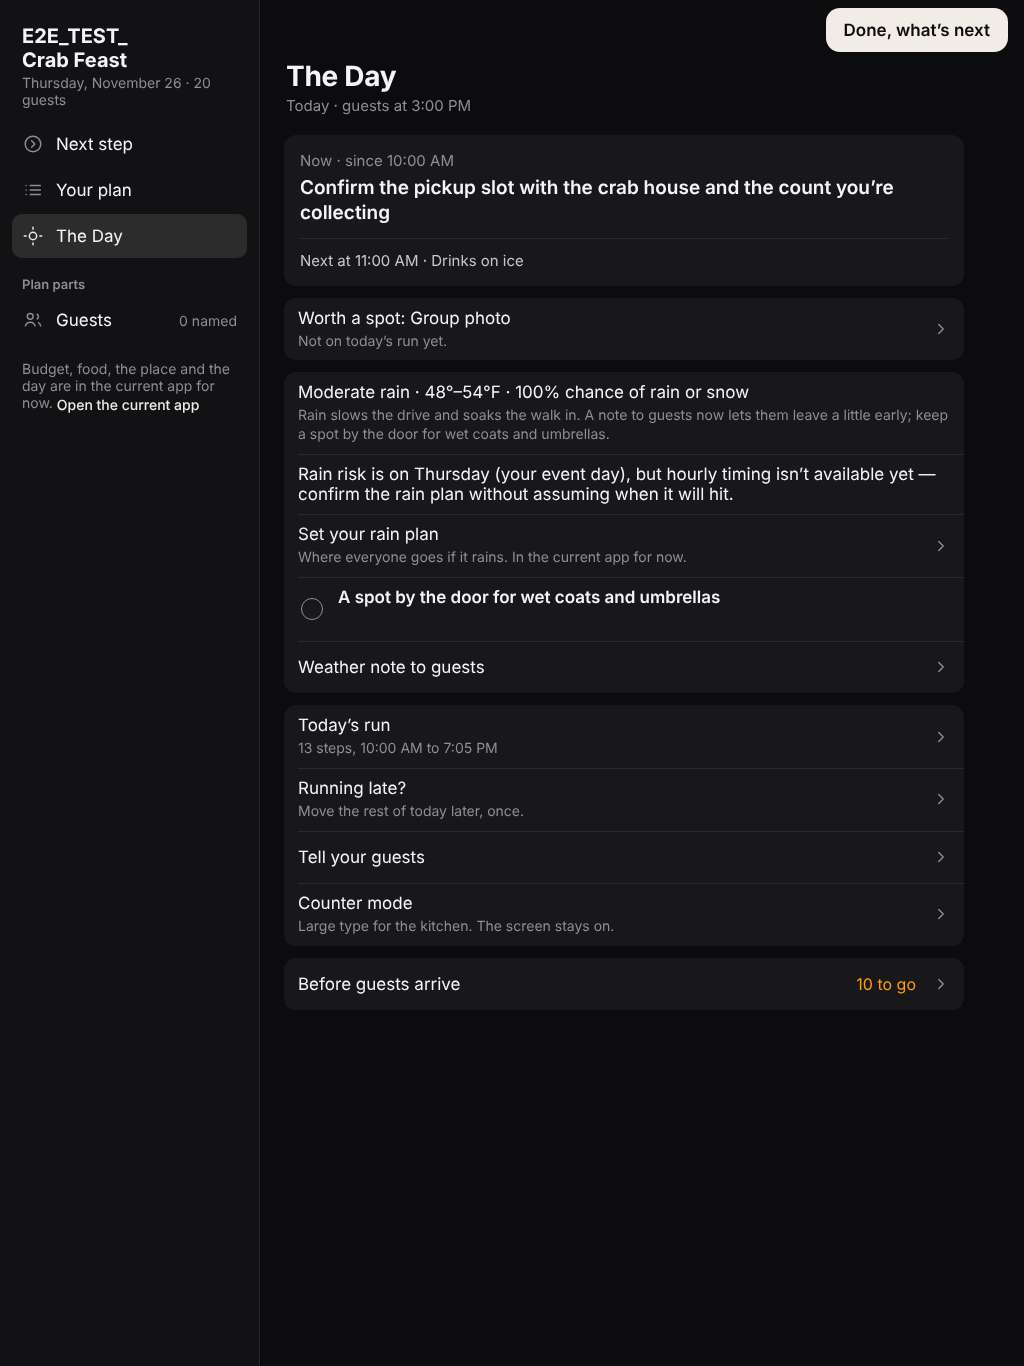 E2E_TEST_
Crab Feast
Thursday, November 26 · 20
guests
Next step
Your plan
The Day
Plan parts
Guests
0 named
Budget, food, the place and the
day are in the current app for
now. Open the current app
Done, what’s next
The Day
Today · guests at 3:00 PM
Now · since 10:00 AM
Confirm the pickup slot with the crab house and the count you’re
collecting
Next at 11:00 AM · Drinks on ice
Worth a spot: Group photo
Not on today’s run yet.
Moderate rain · 48°–54°F · 100% chance of rain or snow
Rain slows the drive and soaks the walk in. A note to guests now lets them leave a little early; keep
a spot by the door for wet coats and umbrellas.
Rain risk is on Thursday (your event day), but hourly timing isn’t available yet —
confirm the rain plan without assuming when it will hit.
Set your rain plan
Where everyone goes if it rains. In the current app for now.
A spot by the door for wet coats and umbrellas
Weather note to guests
Today’s run
13 steps, 10:00 AM to 7:05 PM
Running late?
Move the rest of today later, once.
Tell your guests
Counter mode
Large type for the kitchen. The screen stays on.
Before guests arrive
10 to go